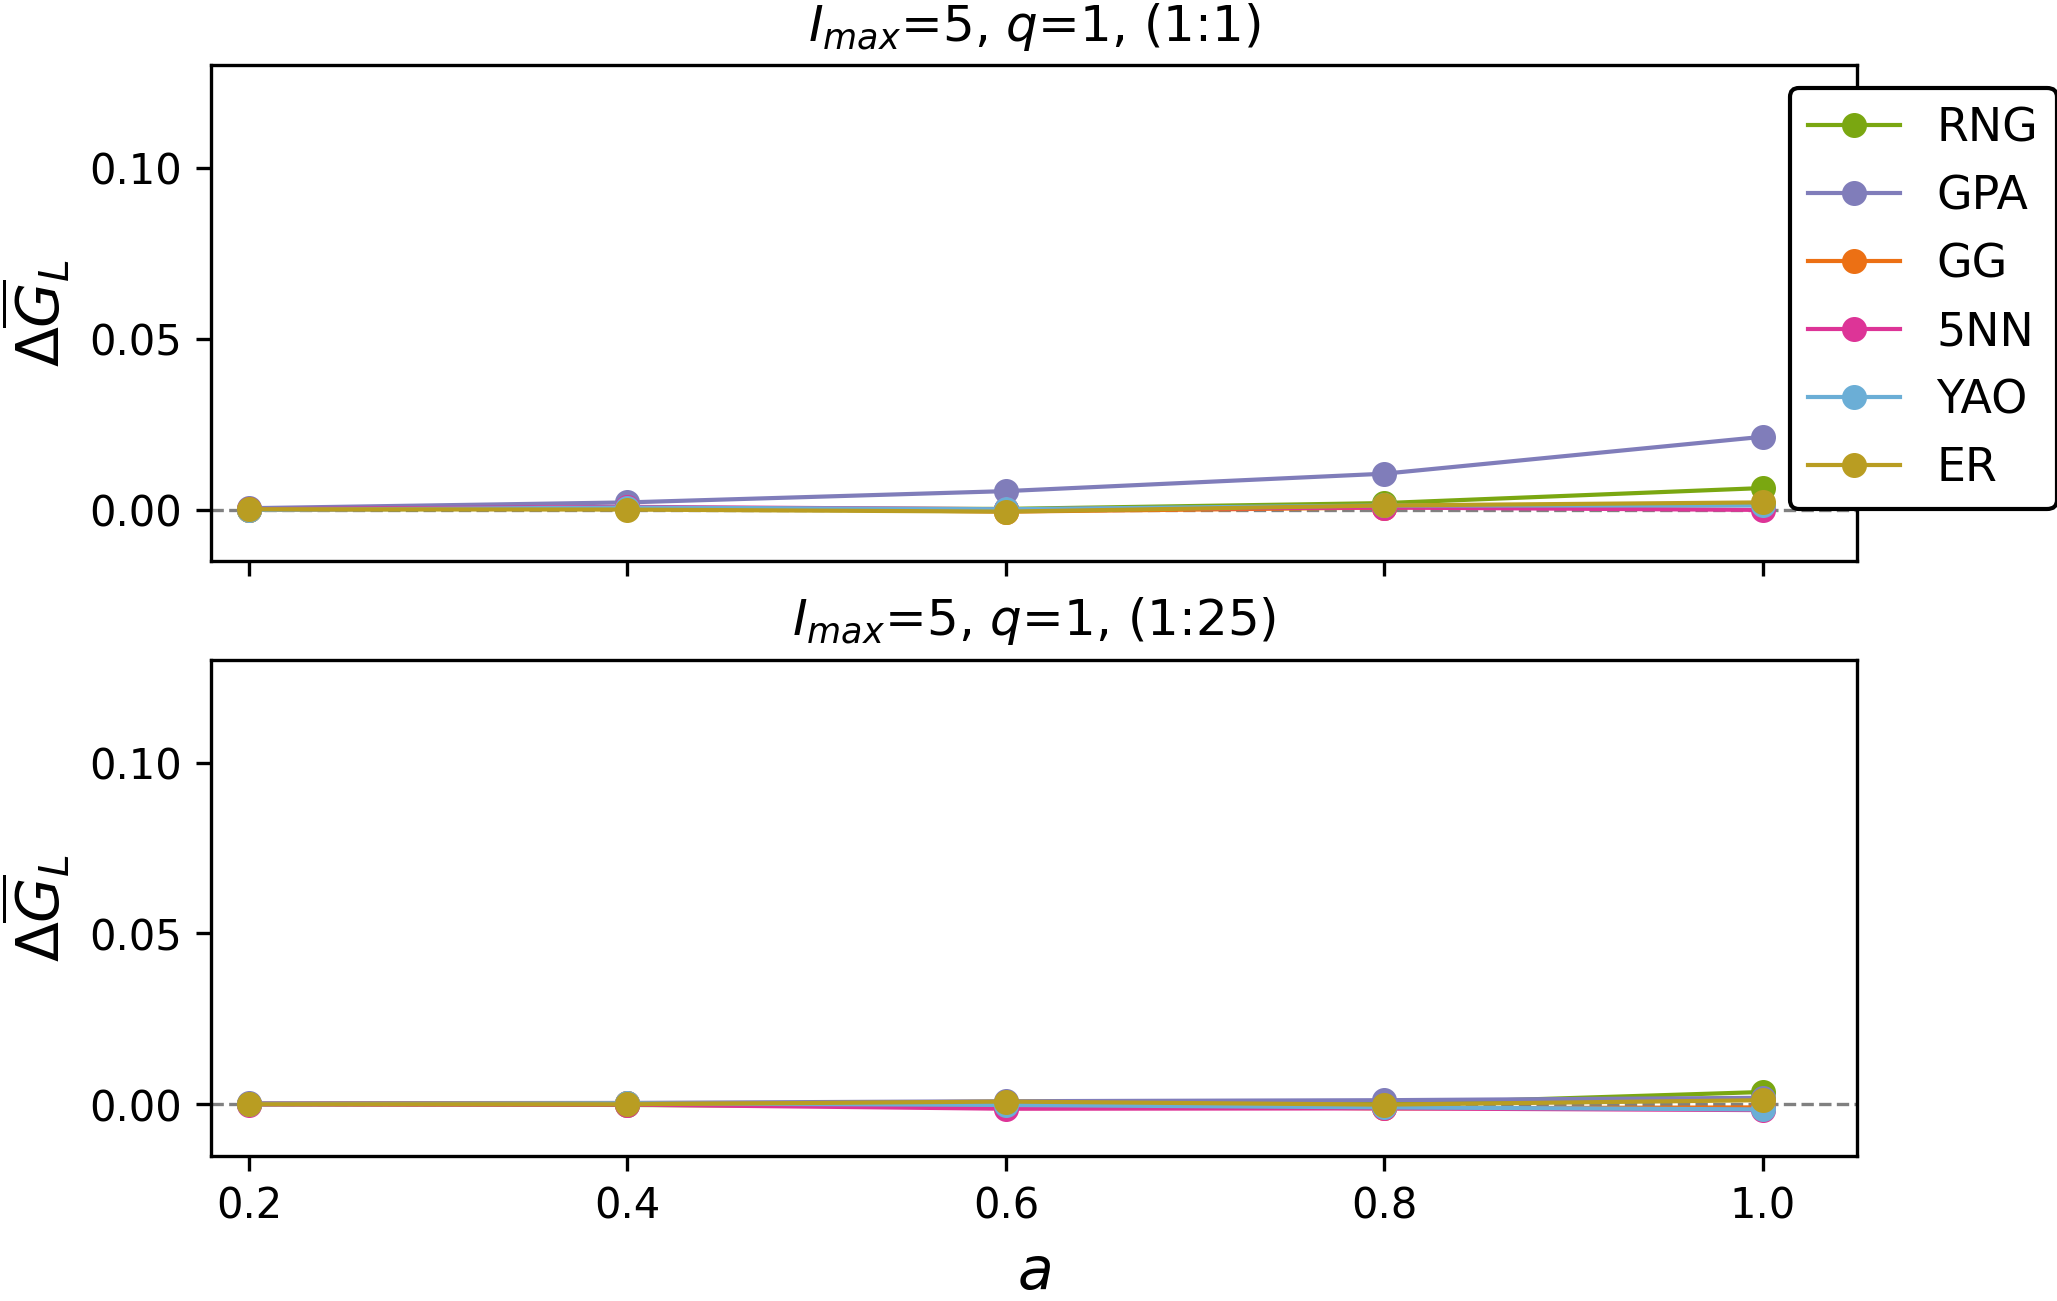 I_max=5, q=1, (1:1)
0.10
0.05
0.00
ΔG̅_L
RNG
GPA
GG
5NN
YAO
ER
I_max=5, q=1, (1:25)
0.10
0.05
0.00
ΔG̅_L
0.2 0.4 0.6 0.8 1.0
a